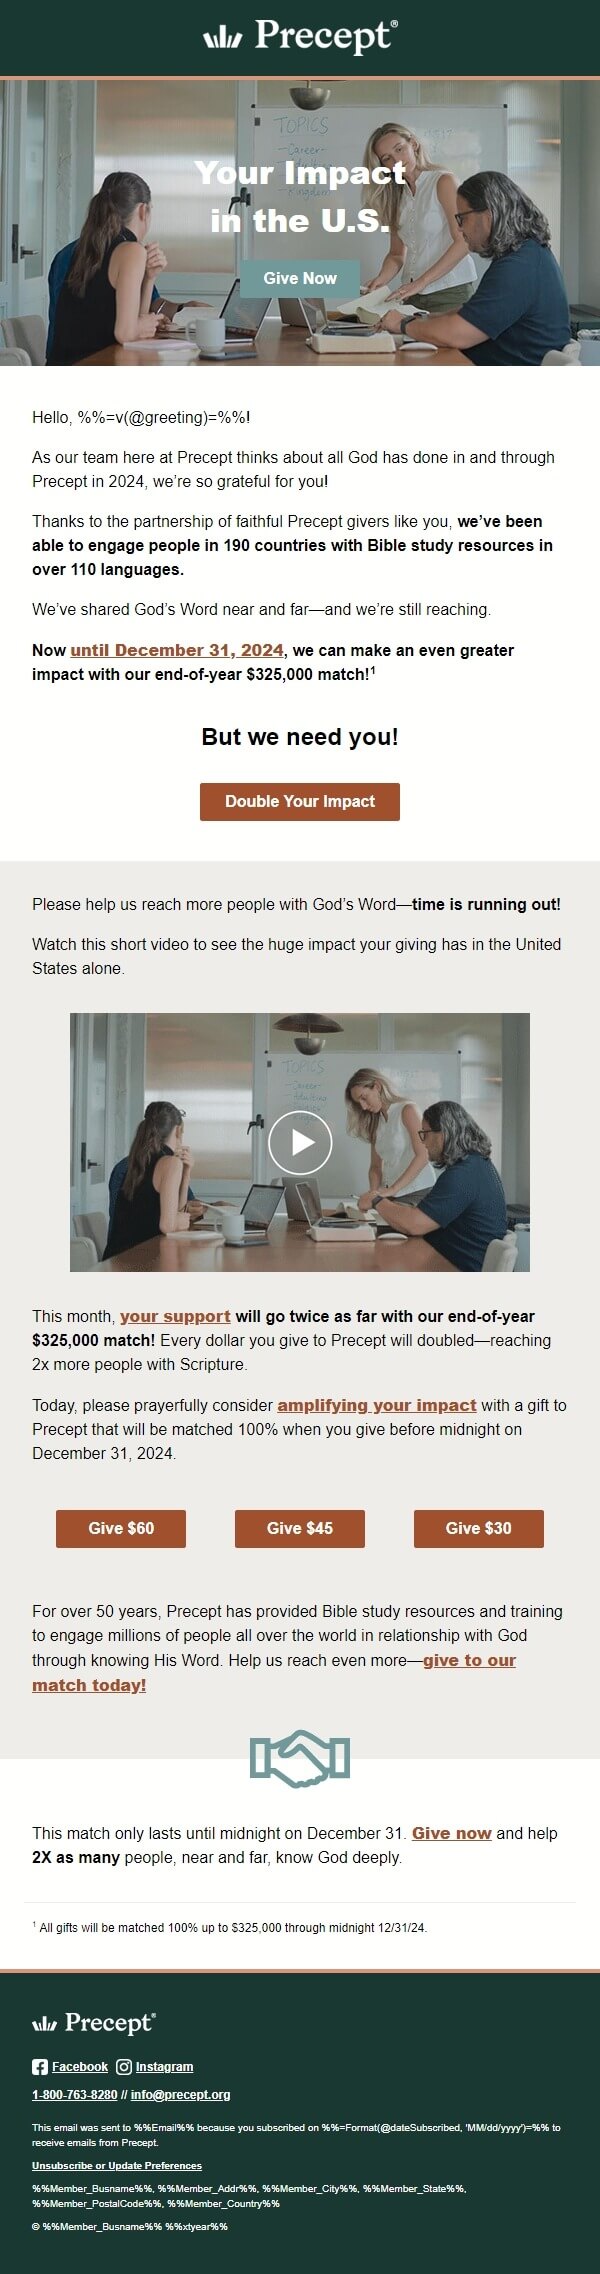 Precept®
TOPICS
Your Impact
in the U.S.
Give Now
Hello, %%=v(@greeting)=%%!
As our team here at Precept thinks about all God has done in and through
Precept in 2024, we’re so grateful for you!
Thanks to the partnership of faithful Precept givers like you, we’ve been
able to engage people in 190 countries with Bible study resources in
over 110 languages.
We’ve shared God’s Word near and far—and we’re still reaching.
Now until December 31, 2024, we can make an even greater
impact with our end-of-year $325,000 match!¹
But we need you!
Double Your Impact
Please help us reach more people with God’s Word—time is running out!
Watch this short video to see the huge impact your giving has in the United
States alone.
TOPICS
This month, your support will go twice as far with our end-of-year
$325,000 match! Every dollar you give to Precept will doubled—reaching
2x more people with Scripture.
Today, please prayerfully consider amplifying your impact with a gift to
Precept that will be matched 100% when you give before midnight on
December 31, 2024.
Give $60
Give $45
Give $30
For over 50 years, Precept has provided Bible study resources and training
to engage millions of people all over the world in relationship with God
through knowing His Word. Help us reach even more—give to our
match today!
This match only lasts until midnight on December 31. Give now and help
2X as many people, near and far, know God deeply.
¹ All gifts will be matched 100% up to $325,000 through midnight 12/31/24.
Precept®
Facebook Instagram
1-800-763-8280 // info@precept.org
This email was sent to %%Email%% because you subscribed on %%=Format(@dateSubscribed, 'MM/dd/yyyy')=%% to
receive emails from Precept.
Unsubscribe or Update Preferences
%%Member_Busname%%, %%Member_Addr%%, %%Member_City%%, %%Member_State%%,
%%Member_PostalCode%%, %%Member_Country%%
© %%Member_Busname%% %%xtyear%%